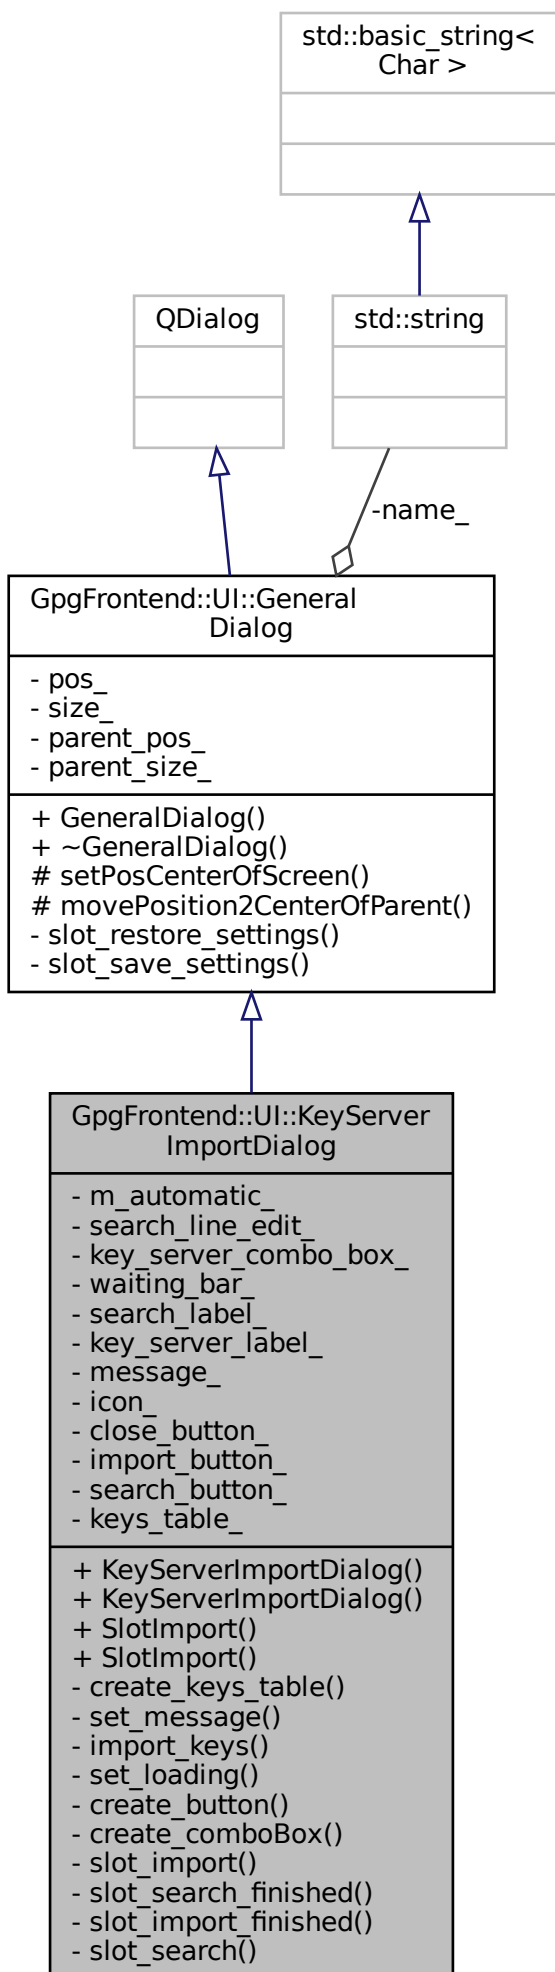 std::basic_string<
Char >
QDialog
std::string
-name_
GpgFrontend::UI::General
Dialog
- pos_
- size_
- parent_pos_
- parent_size_
+ GeneralDialog()
+ ~GeneralDialog()
# setPosCenterOfScreen()
# movePosition2CenterOfParent()
- slot_restore_settings()
- slot_save_settings()
GpgFrontend::UI::KeyServer
ImportDialog
- m_automatic_
- search_line_edit_
- key_server_combo_box_
- waiting_bar_
- search_label_
- key_server_label_
- message_
- icon_
- close_button_
- import_button_
- search_button_
- keys_table_
+ KeyServerImportDialog()
+ KeyServerImportDialog()
+ SlotImport()
+ SlotImport()
- create_keys_table()
- set_message()
- import_keys()
- set_loading()
- create_button()
- create_comboBox()
- slot_import()
- slot_search_finished()
- slot_import_finished()
- slot_search()